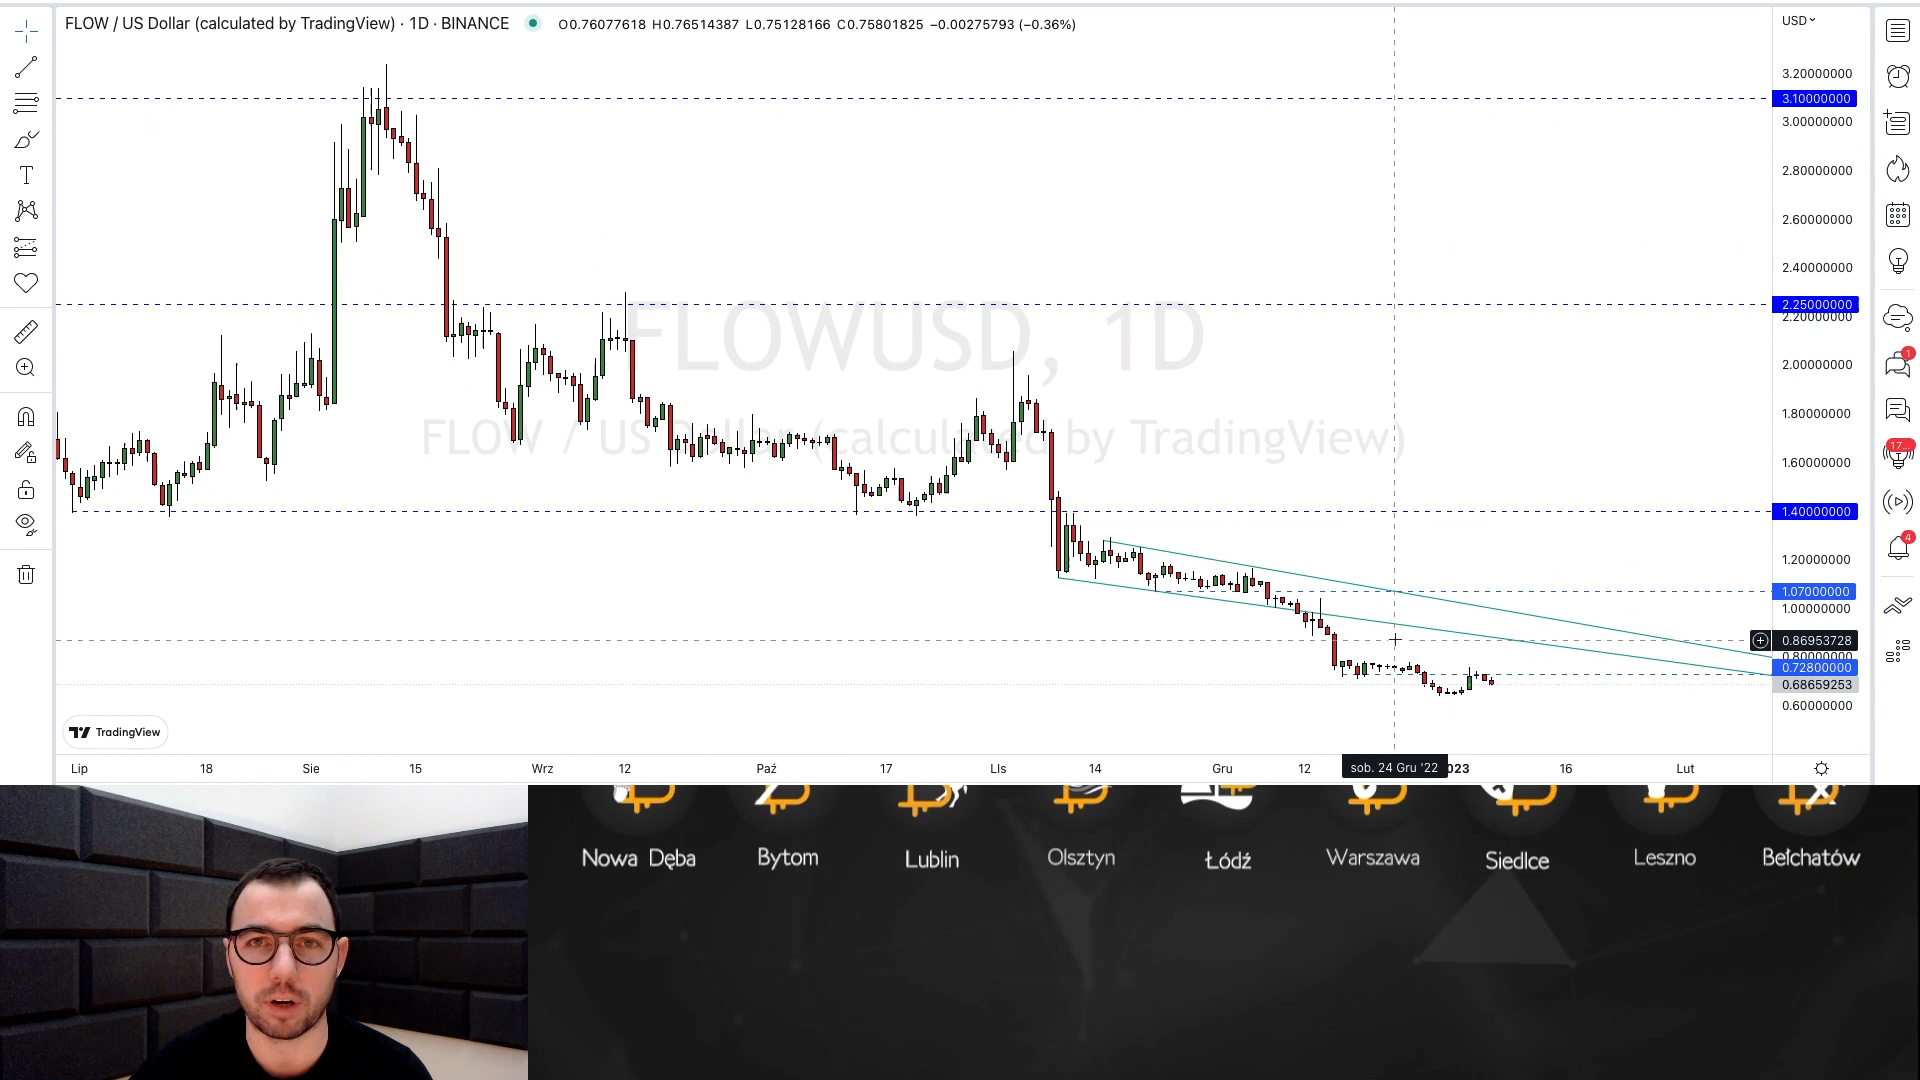 FLOW / US Dollar (calculated by TradingView) · 1D · BINANCE O0.76077618 H0.76514387 L0.75128166 C0.75801825 −0.00275793 (−0.36%)
USD
3.20000000
3.10000000
3.00000000
2.80000000
2.60000000
2.40000000
2.25000000
2.20000000
2.00000000
1.80000000
1.60000000
1.40000000
1.20000000
1.07000000
1.00000000
0.86953728
0.80000000
0.72800000
0.68659253
0.60000000
FLOWUSD, 1D
FLOW / US Dollar (calculated by TradingView)
T
1
17...
4
TradingView
Lip 18 Sie 15 Wrz 12 Paź 17 LIs 14 Gru 12 sob. 24 Gru '22 023 16 Lut
Nowa Dęba Bytom Lublin Olsztyn Łódź Warszawa Siedlce Leszno Bełchatów